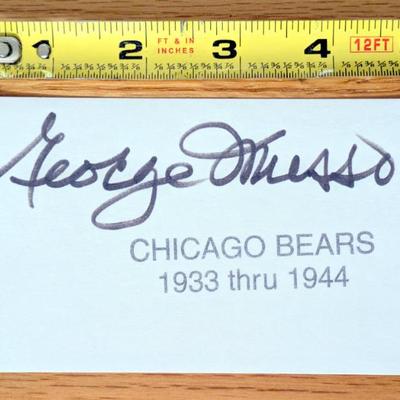 1 2 FT & IN INCHES 3 4 12FT
George Musso
CHICAGO BEARS
1933 thru 1944